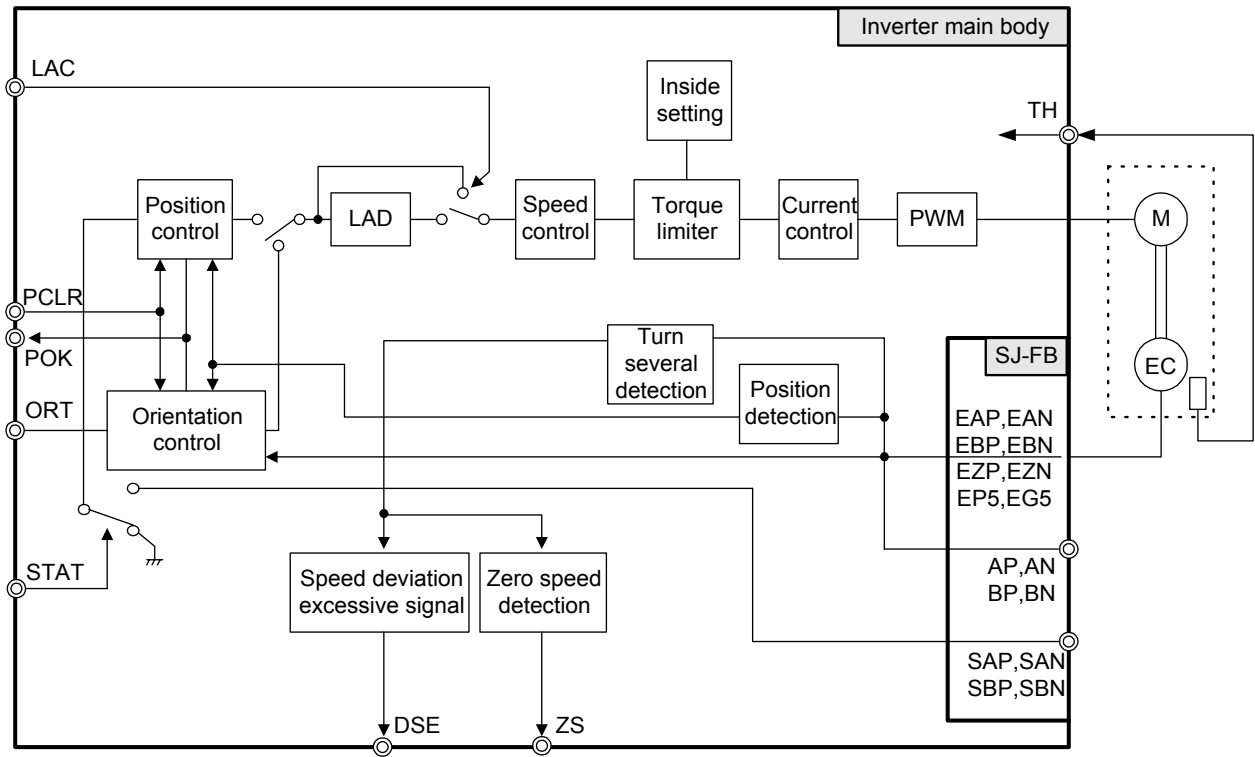 Inverter main body
LAC
Inside
setting
TH
Position
control
LAD
Speed
control
Torque
limiter
Current
control
PWM
M
PCLR
POK
Turn
several
detection
SJ-FB
EC
ORT
Orientation
control
Position
detection
EAP,EAN
EBP,EBN
EZP,EZN
EP5,EG5
STAT
Speed deviation
excessive signal
Zero speed
detection
AP,AN
BP,BN
SAP,SAN
SBP,SBN
DSE
ZS